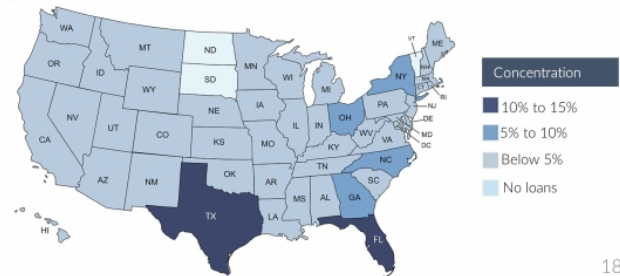 WA
OR
CA
NV
ID
MT
WY
UT
AZ
CO
NM
ND
SD
NE
KS
OK
TX
MN
IA
MO
AR
LA
WI
IL
MS
MI
IN
KY
TN
AL
OH
GA
FL
SC
NC
VA
WV
PA
NY
VT
NH
ME
MA
CT
RI
NJ
DE
MD
DC
HI
Concentration
10% to 15%
5% to 10%
Below 5%
No loans
18